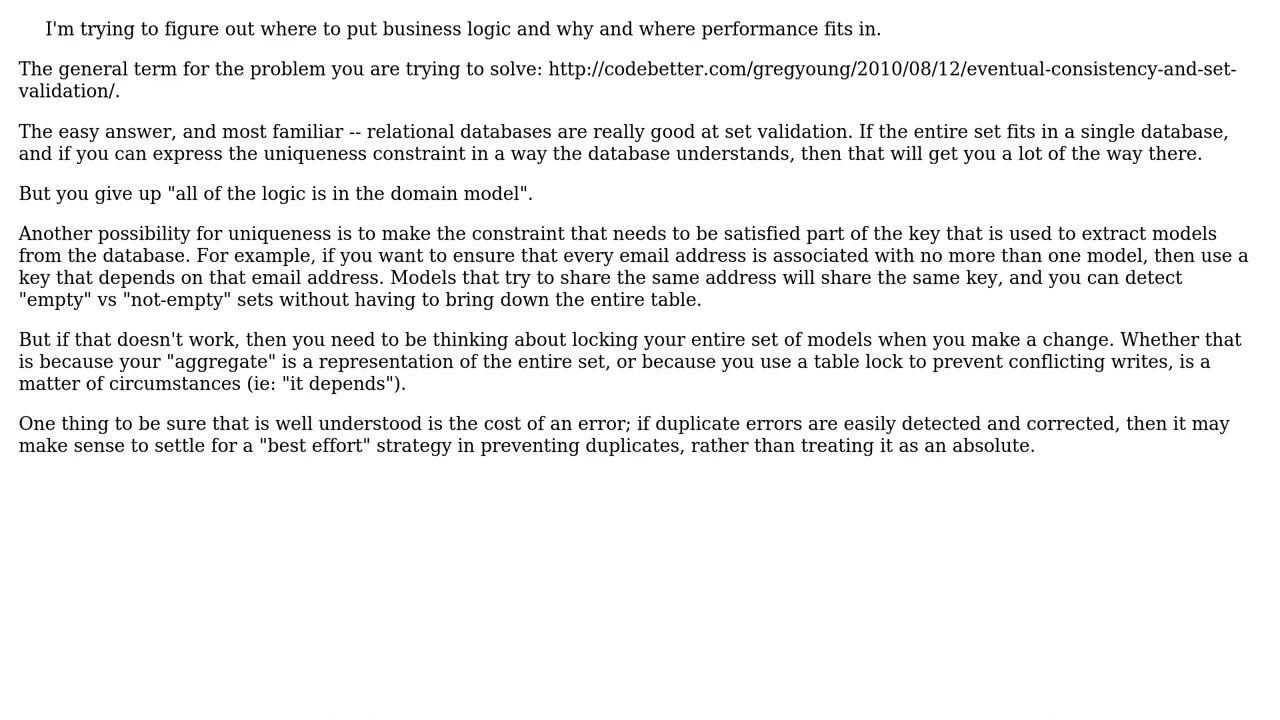 I'm trying to figure out where to put business logic and why and where performance fits in.
The general term for the problem you are trying to solve: http://codebetter.com/gregyoung/2010/08/12/eventual-consistency-and-set-
validation/.
The easy answer, and most familiar -- relational databases are really good at set validation. If the entire set fits in a single database,
and if you can express the uniqueness constraint in a way the database understands, then that will get you a lot of the way there.
But you give up "all of the logic is in the domain model".
Another possibility for uniqueness is to make the constraint that needs to be satisfied part of the key that is used to extract models
from the database. For example, if you want to ensure that every email address is associated with no more than one model, then use a
key that depends on that email address. Models that try to share the same address will share the same key, and you can detect
"empty" vs "not-empty" sets without having to bring down the entire table.
But if that doesn't work, then you need to be thinking about locking your entire set of models when you make a change. Whether that
is because your "aggregate" is a representation of the entire set, or because you use a table lock to prevent conflicting writes, is a
matter of circumstances (ie: "it depends").
One thing to be sure that is well understood is the cost of an error; if duplicate errors are easily detected and corrected, then it may
make sense to settle for a "best effort" strategy in preventing duplicates, rather than treating it as an absolute.